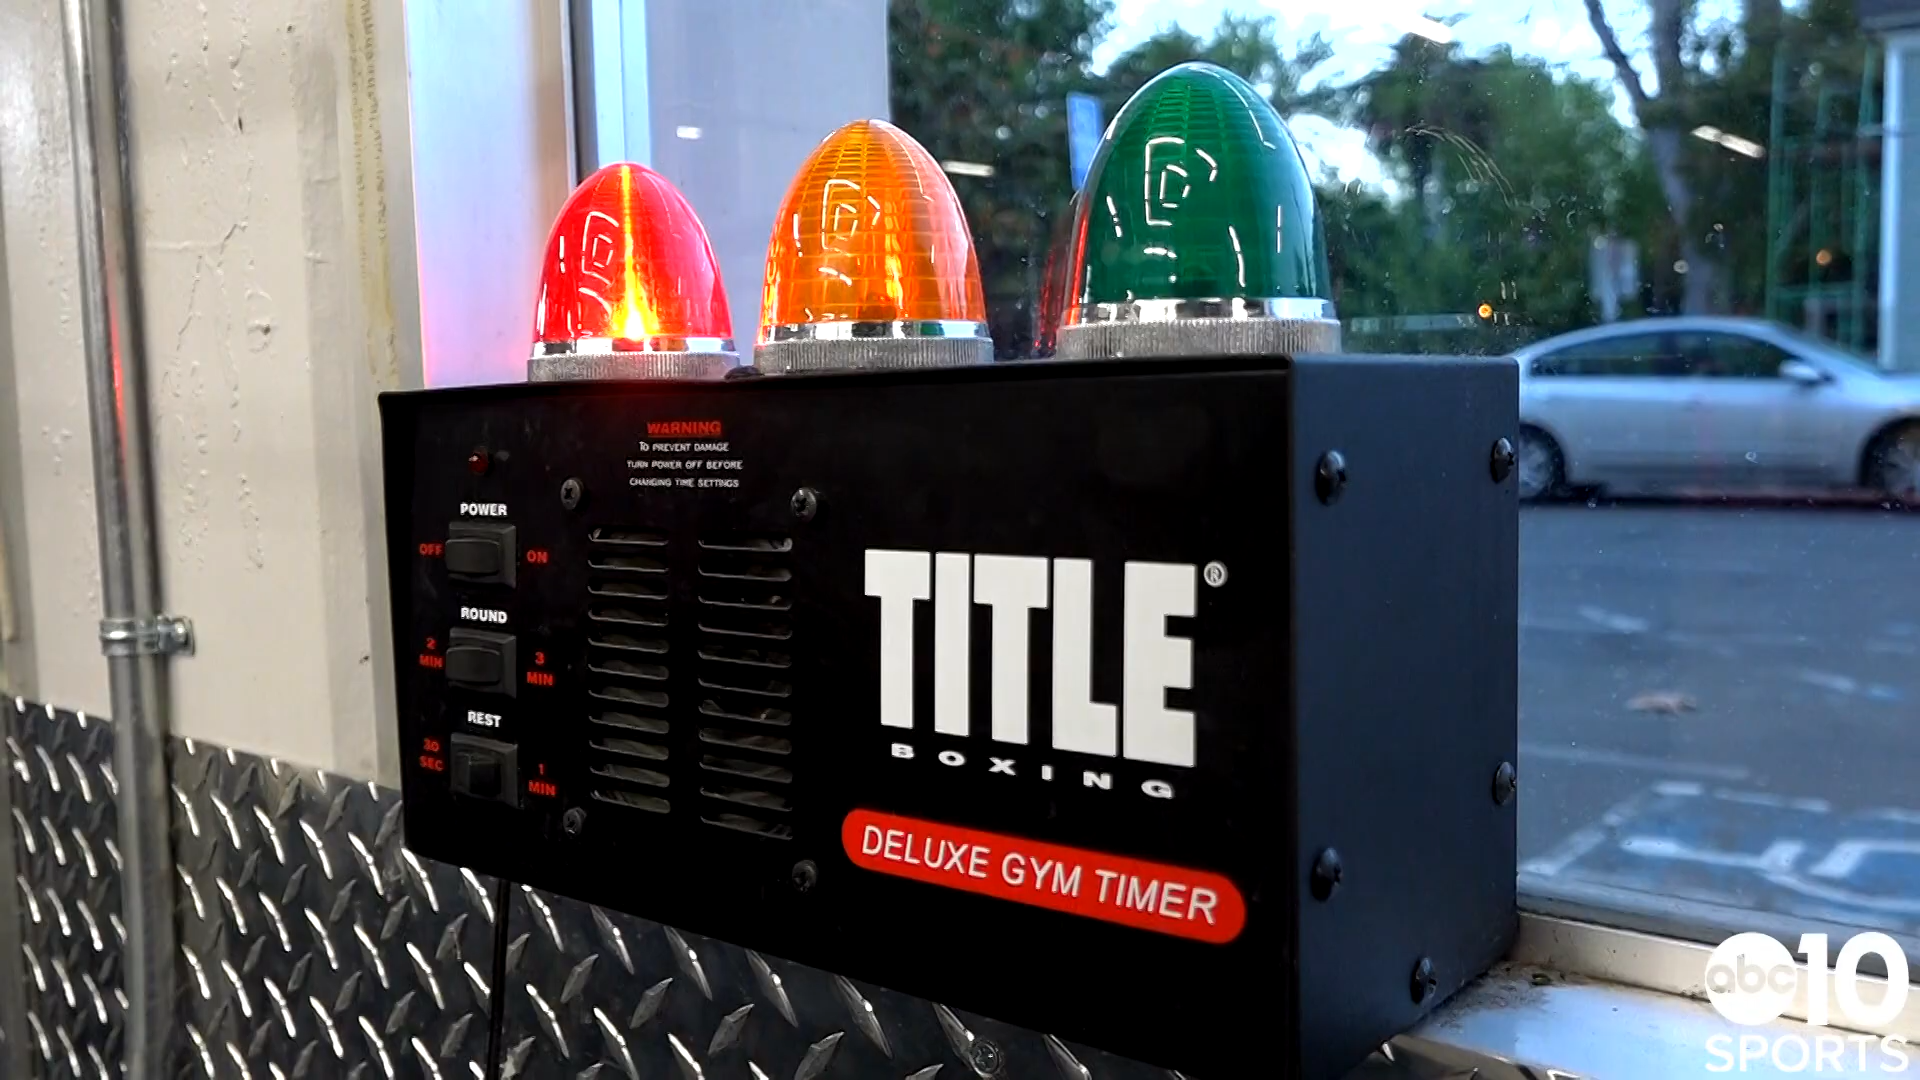 WARNING
TO PREVENT DAMAGE
TURN POWER OFF BEFORE
CHANGING TIME SETTINGS
POWER
OFF ON
ROUND
2 MIN 3 MIN
REST
30 SEC 1 MIN
TITLE®
BOXING
DELUXE GYM TIMER
abc10
SPORTS